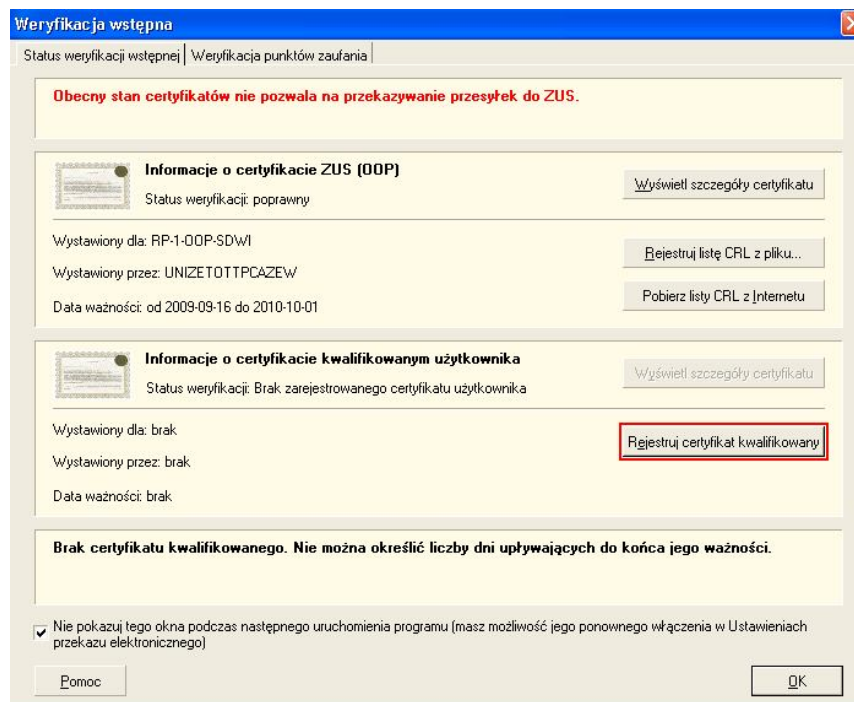 Weryfikacja wstępna
Status weryfikacji wstępnej
Weryfikacja punktów zaufania
Obecny stan certyfikatów nie pozwala na przekazywanie przesyłek do ZUS.
Informacje o certyfikacie ZUS (OOP)
Status weryfikacji: poprawny
Wyświetl szczegóły certyfikatu
Wystawiony dla: RP-1-OOP-SDWI
Wystawiony przez: UNIZETOTTPCAZEW
Data ważności: od 2009-09-16 do 2010-10-01
Rejestruj listę CRL z pliku...
Pobierz listy CRL z Internetu
Informacje o certyfikacie kwalifikowanym użytkownika
Status weryfikacji: Brak zarejestrowanego certyfikatu użytkownika
Wyświetl szczegóły certyfikatu
Wystawiony dla: brak
Wystawiony przez: brak
Data ważności: brak
Rejestruj certyfikat kwalifikowany
Brak certyfikatu kwalifikowanego. Nie można określić liczby dni upływających do końca jego ważności.
Nie pokazuj tego okna podczas następnego uruchomienia programu (masz możliwość jego ponownego włączenia w Ustawieniach
przekazu elektronicznego)
Pomoc
OK